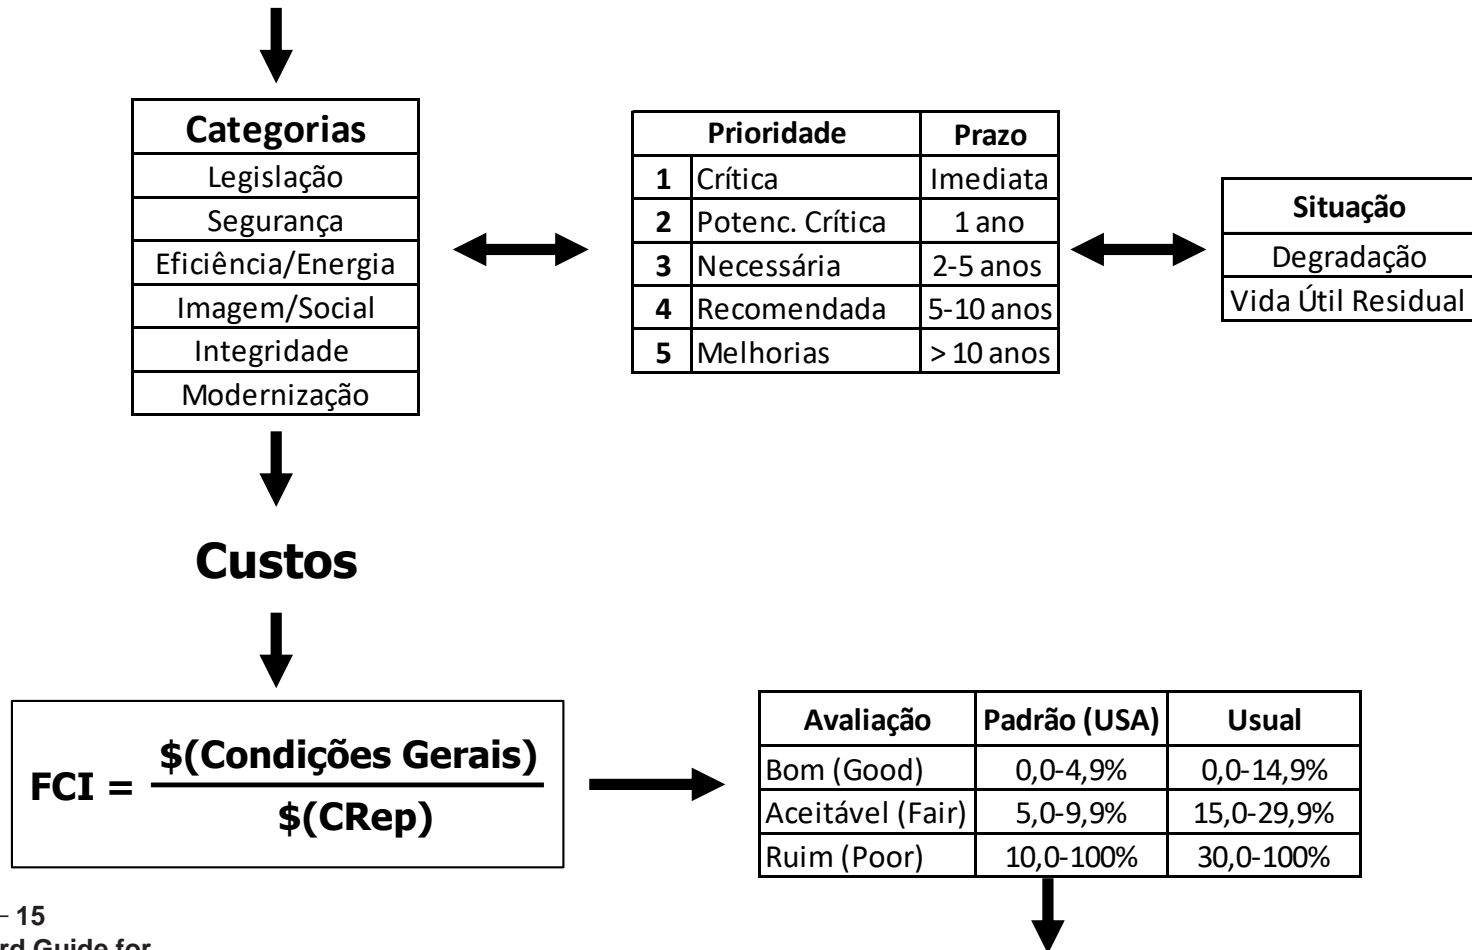 Categorias
Legislação
Segurança
Eficiência/Energia
Imagem/Social
Integridade
Modernização
Prioridade Prazo
1 Crítica Imediata
2 Potenc. Crítica 1 ano
3 Necessária 2-5 anos
4 Recomendada 5-10 anos
5 Melhorias > 10 anos
Situação
Degradação
Vida Útil Residual
Custos
FCI = $(Condições Gerais)
$(CRep)
Avaliação Padrão (USA) Usual
Bom (Good) 0,0-4,9% 0,0-14,9%
Aceitável (Fair) 5,0-9,9% 15,0-29,9%
Ruim (Poor) 10,0-100% 30,0-100%
– 15